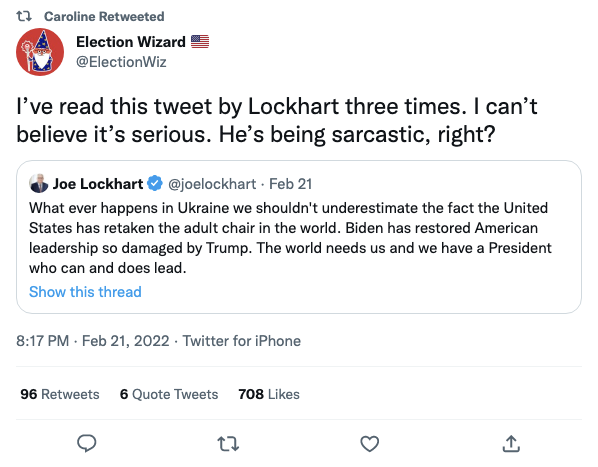 Caroline Retweeted
Election Wizard 🇺🇸
@ElectionWiz
I’ve read this tweet by Lockhart three times. I can’t
believe it’s serious. He’s being sarcastic, right?
Joe Lockhart @joelockhart · Feb 21
What ever happens in Ukraine we shouldn't underestimate the fact the United
States has retaken the adult chair in the world. Biden has restored American
leadership so damaged by Trump. The world needs us and we have a President
who can and does lead.
Show this thread
8:17 PM · Feb 21, 2022 · Twitter for iPhone
96 Retweets 6 Quote Tweets 708 Likes